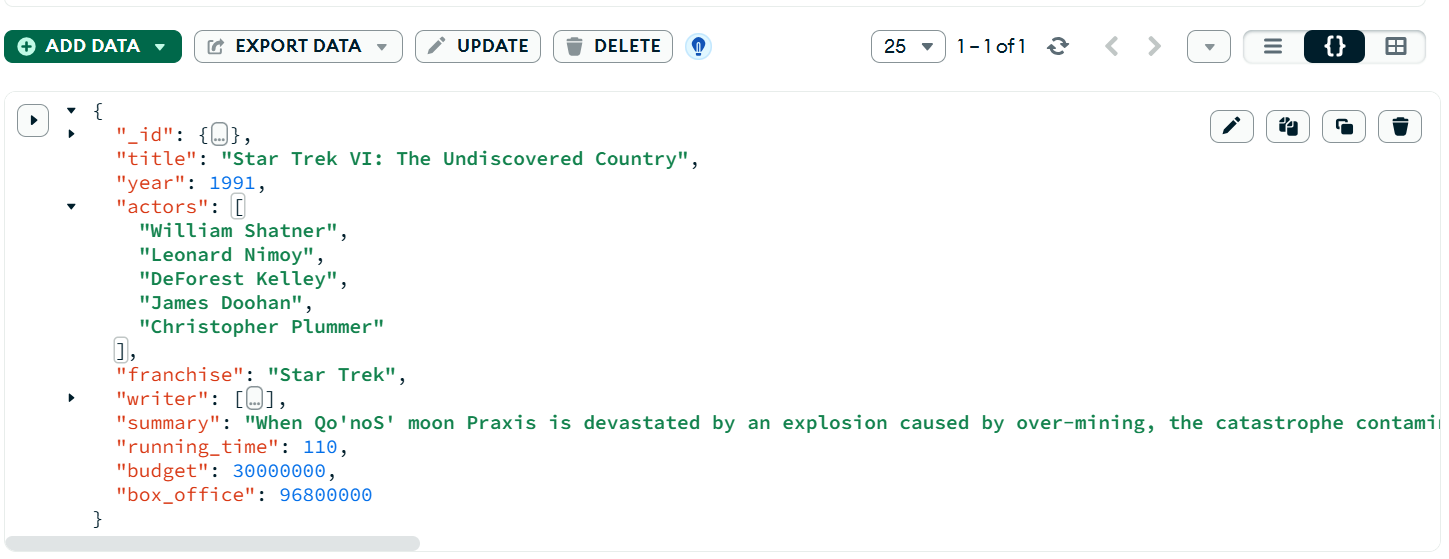 ADD DATA EXPORT DATA UPDATE DELETE 25 1 – 1 of 1 {}
{
"_id": {…},
"title": "Star Trek VI: The Undiscovered Country",
"year": 1991,
"actors": [
"William Shatner",
"Leonard Nimoy",
"DeForest Kelley",
"James Doohan",
"Christopher Plummer"
],
"franchise": "Star Trek",
"writer": […],
"summary": "When Qo'noS' moon Praxis is devastated by an explosion caused by over-mining, the catastrophe contami
"running_time": 110,
"budget": 30000000,
"box_office": 96800000
}